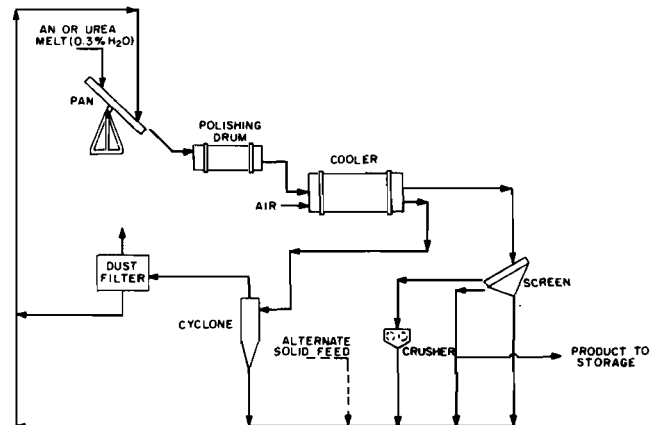 AN OR UREA
MELT (0.3% H₂O)
PAN
POLISHING
DRUM
COOLER
AIR
DUST
FILTER
SCREEN
CYCLONE
ALTERNATE
SOLID FEED
CRUSHER
PRODUCT TO
STORAGE